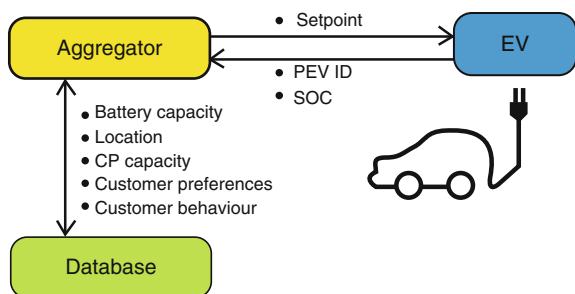 Aggregator
• Setpoint
EV
• PEV ID
• SOC
• Battery capacity
• Location
• CP capacity
• Customer preferences
• Customer behaviour
Database